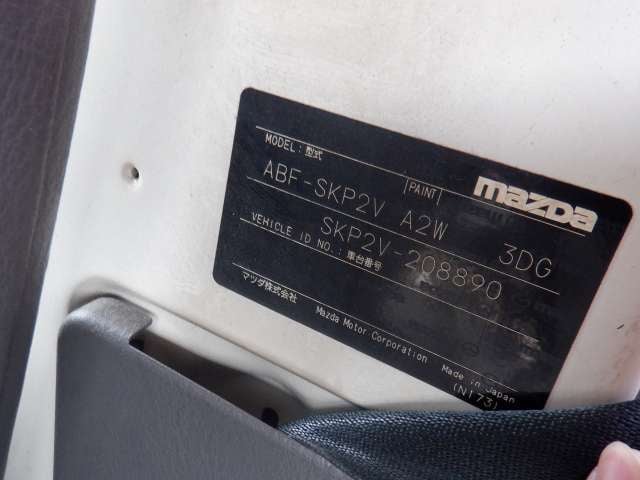 mazda
MODEL:型式 PAINT
ABF-SKP2V A2W 3DG
VEHICLE ID NO.:車台番号 SKP2V-208890
マツダ株式会社 Mazda Motor Corporation Made in Japan
(N173)